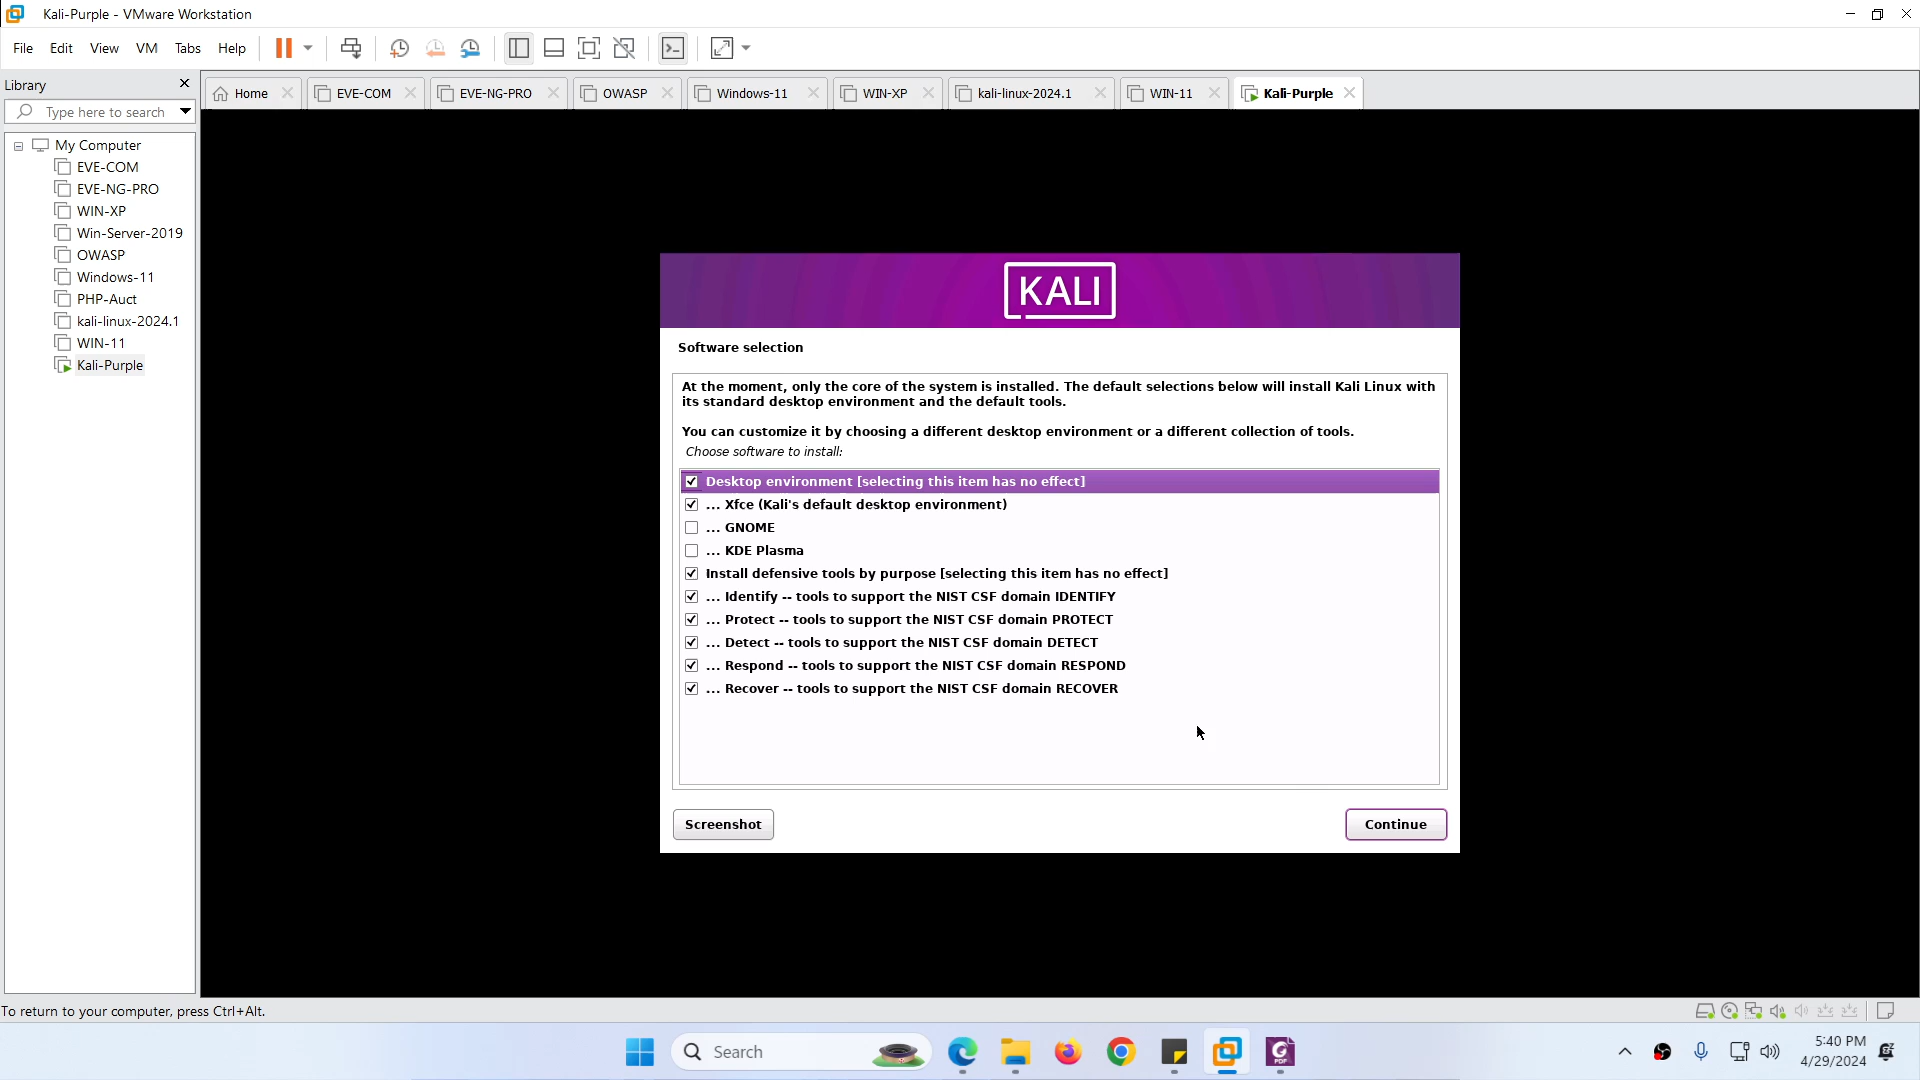 Kali-Purple - VMware Workstation
File Edit View VM Tabs Help
Library
Type here to search
Home
EVE-COM
EVE-NG-PRO
OWASP
Windows-11
WIN-XP
kali-linux-2024.1
WIN-11
Kali-Purple
My Computer
EVE-COM
EVE-NG-PRO
WIN-XP
Win-Server-2019
OWASP
Windows-11
PHP-Auct
kali-linux-2024.1
WIN-11
Kali-Purple
KALI
Software selection
At the moment, only the core of the system is installed. The default selections below will install Kali Linux with
its standard desktop environment and the default tools.
You can customize it by choosing a different desktop environment or a different collection of tools.
Choose software to install:
Desktop environment [selecting this item has no effect]
... Xfce (Kali's default desktop environment)
... GNOME
... KDE Plasma
Install defensive tools by purpose [selecting this item has no effect]
... Identify -- tools to support the NIST CSF domain IDENTIFY
... Protect -- tools to support the NIST CSF domain PROTECT
... Detect -- tools to support the NIST CSF domain DETECT
... Respond -- tools to support the NIST CSF domain RESPOND
... Recover -- tools to support the NIST CSF domain RECOVER
Screenshot
Continue
To return to your computer, press Ctrl+Alt.
Search
PDF
5:40 PM
4/29/2024